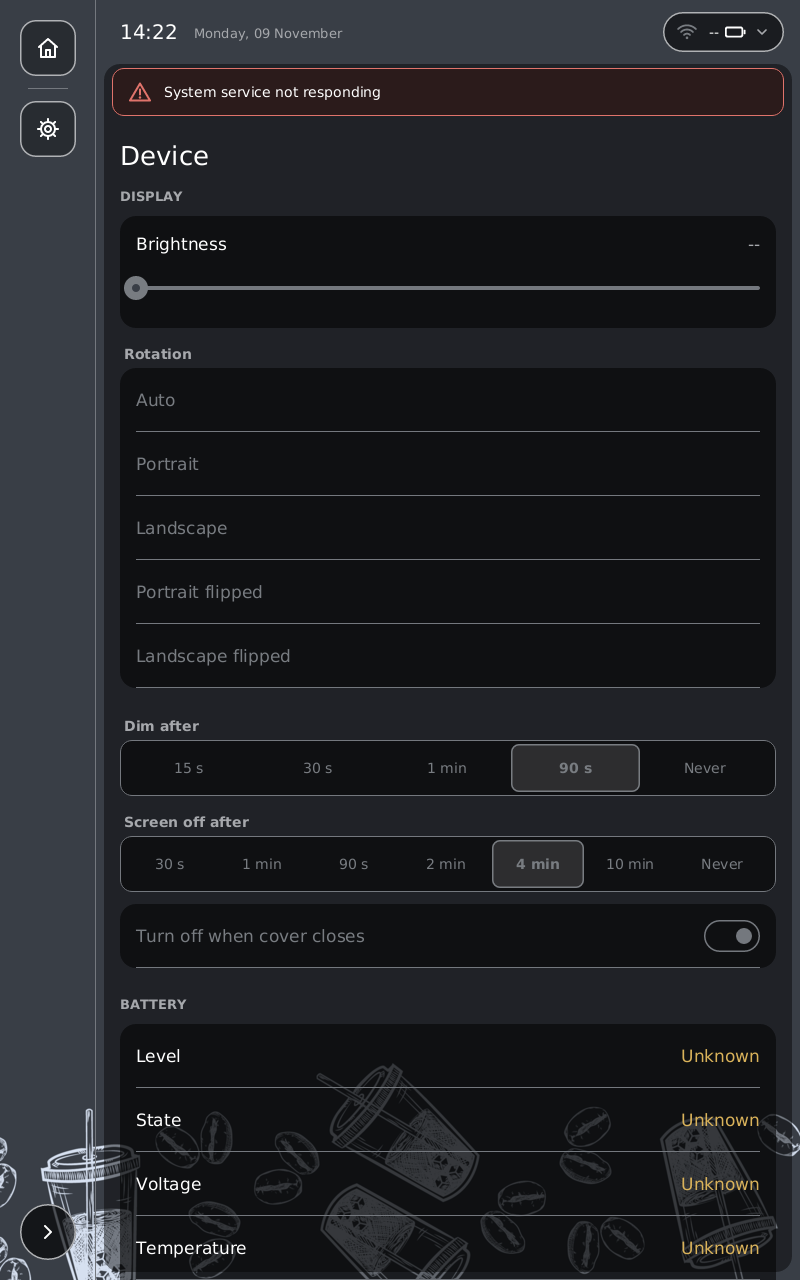 14:22 Monday, 09 November --
System service not responding
Device
DISPLAY
Brightness --
Rotation
Auto
Portrait
Landscape
Portrait flipped
Landscape flipped
Dim after
15 s 30 s 1 min 90 s Never
Screen off after
30 s 1 min 90 s 2 min 4 min 10 min Never
Turn off when cover closes
BATTERY
Level Unknown
State Unknown
Voltage Unknown
Temperature Unknown